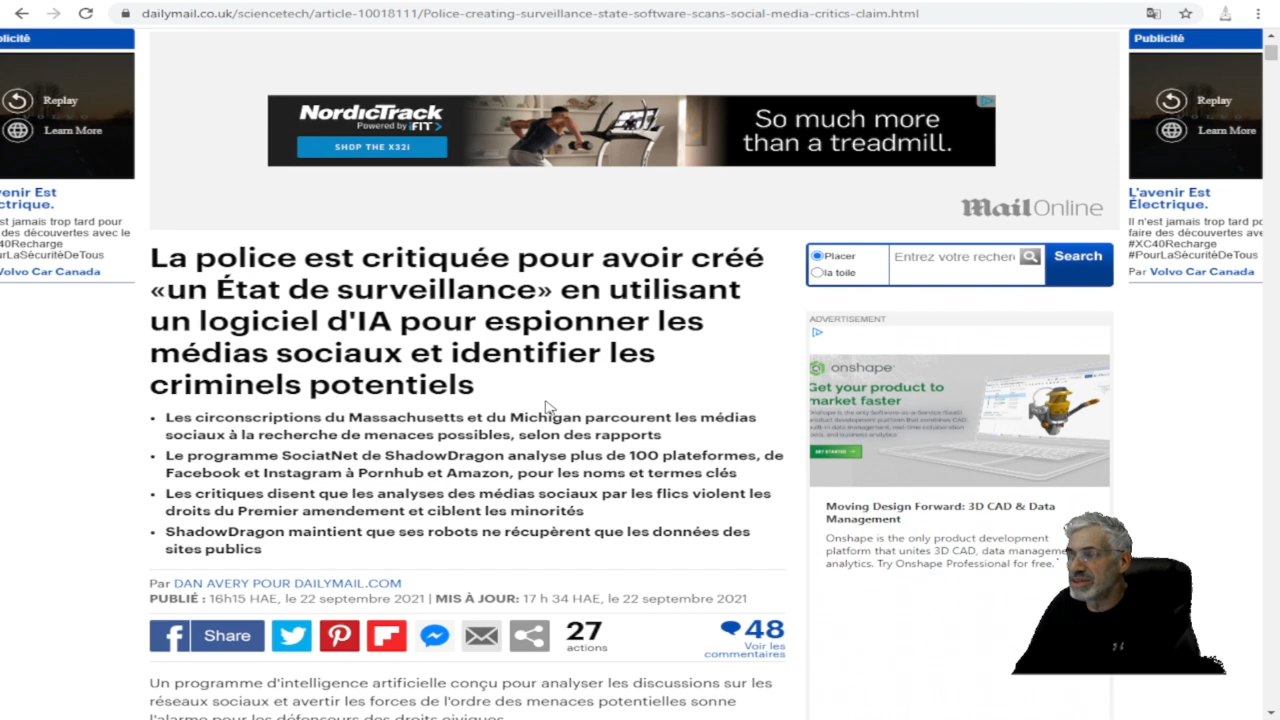 dailymail.co.uk/sciencetech/article-10018111/Police-creating-surveillance-state-software-scans-social-media-critics-claim.html
Publicité
Replay
Learn More
NordicTrack
Powered by iFIT
SHOP THE X32i
So much more
than a treadmill.
MailOnline
Publicité
Replay
Learn More
L'avenir Est
Électrique.
Il n'est jamais trop tard
faire des découvertes
#XC40Recharge
#PourLaSécuritéDeTous
Par Volvo Car Canada
st jamais trop tard pour
des découvertes avec le
Volvo Car Canada
La police est critiquée pour avoir créé
«un État de surveillance» en utilisant
un logiciel d'IA pour espionner les
médias sociaux et identifier les
criminels potentiels
• Les circonscriptions du Massachusetts et du Michigan parcourent les médias
sociaux à la recherche de menaces possibles, selon des rapports
• Le programme SociatNet de ShadowDragon analyse plus de 100 plateformes, de
Facebook et Instagram à Pornhub et Amazon, pour les noms et termes clés
• Les critiques disent que les analyses des médias sociaux par les flics violent les
droits du Premier amendement et ciblent les minorités
• ShadowDragon maintient que ses robots ne récupèrent que les données des
sites publics
Par DAN AVERY POUR DAILYMAIL.COM
PUBLIÉ : 16h15 HAE, le 22 septembre 2021 | MIS À JOUR: 17 h 34 HAE, le 22 septembre 2021
Share
27
actions
48
Voir les
commentaires
Un programme d'intelligence artificielle conçu pour analyser les discussions sur les
réseaux sociaux et avertir les forces de l'ordre des menaces potentielles sonne
l'alarme pour les défenseurs des droits civiques
Placer
la toile
Entrez votre recher
Search
ADVERTISEMENT
onshape
Get your product to
market faster
GET STARTED
Moving Design Forward: 3D CAD & Data
Management
Onshape is the only product development
platform that unites 3D CAD, data
analytics. Try Onshape Professional for free.